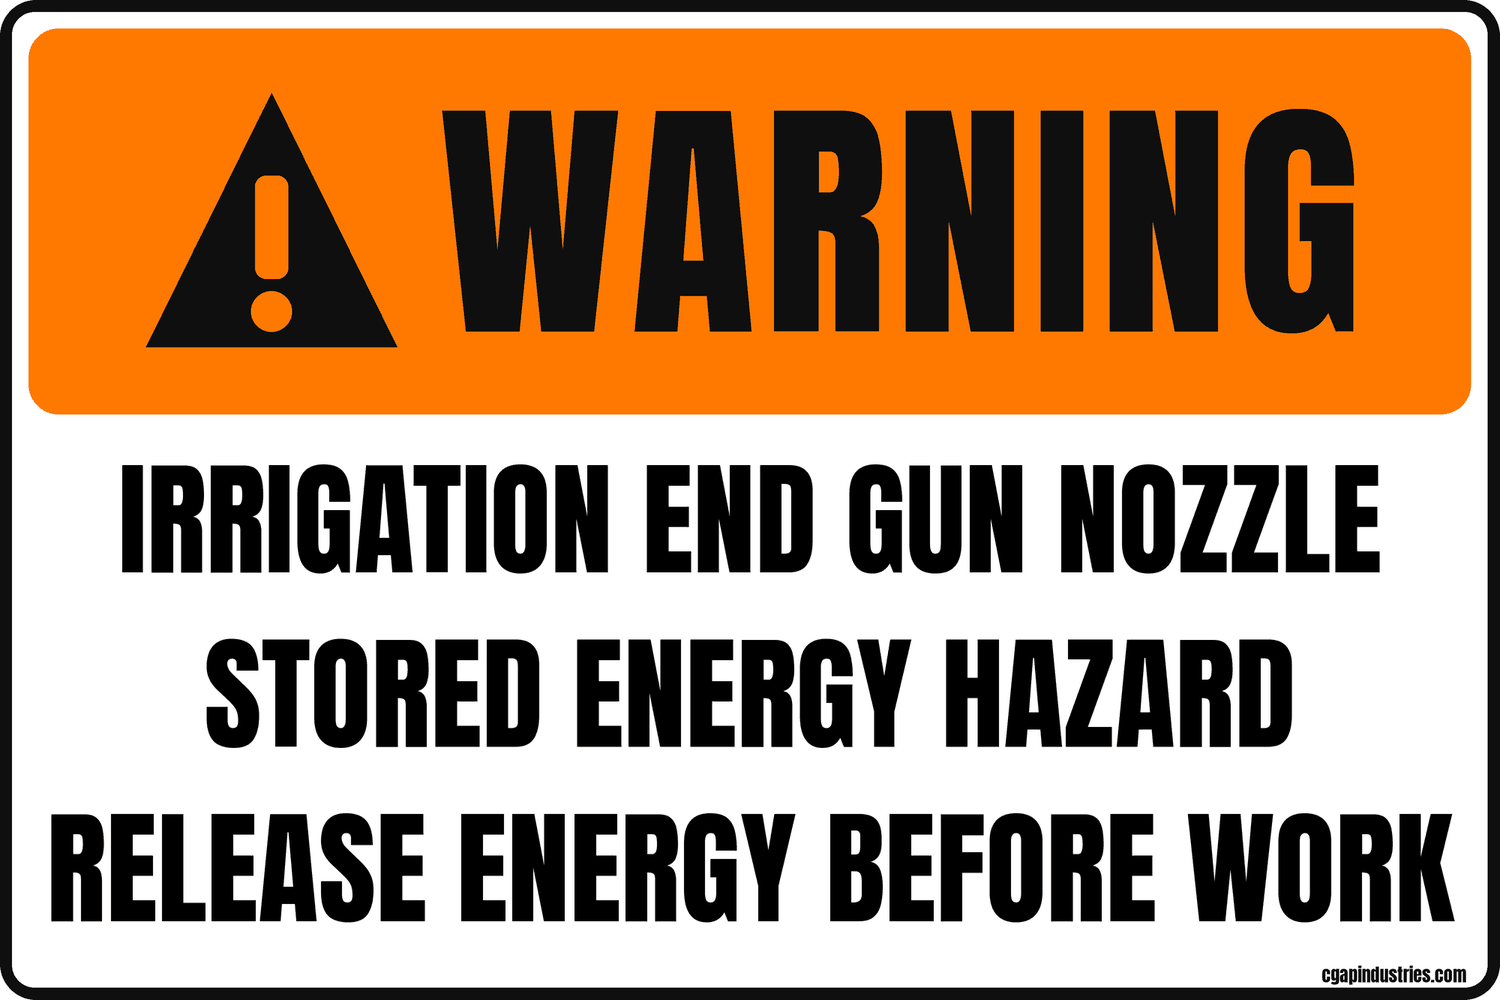 WARNING
IRRIGATION END GUN NOZZLE
STORED ENERGY HAZARD
RELEASE ENERGY BEFORE WORK
cgapindustries.com